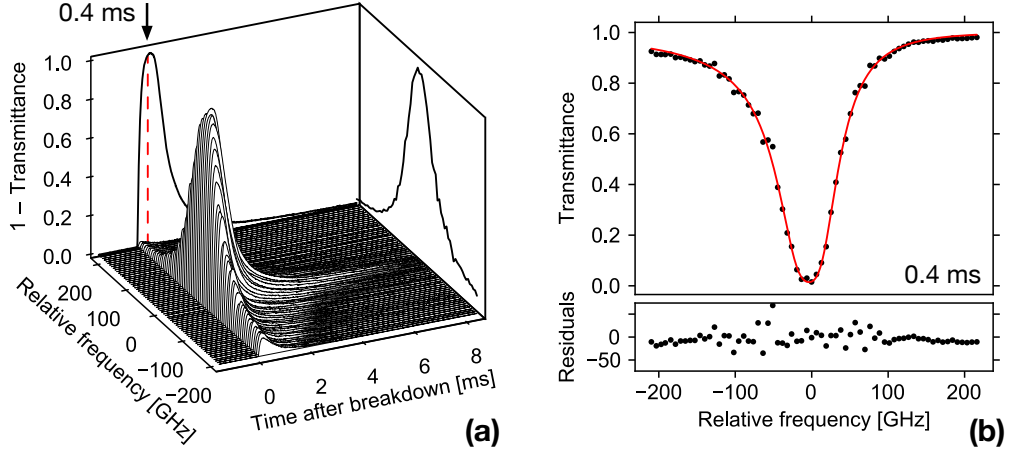 0.4 ms
1 – Transmittance
1.0
0.8
0.6
0.4
0.2
0.0
200
100
0
−100
−200
Relative frequency [GHz]
0
2
4
6
8
Time after breakdown [ms]
(a)
Transmittance
1.0
0.8
0.6
0.4
0.2
0.0
0.4 ms
Residuals
0
−50
−200
−100
0
100
200
Relative frequency [GHz]
(b)